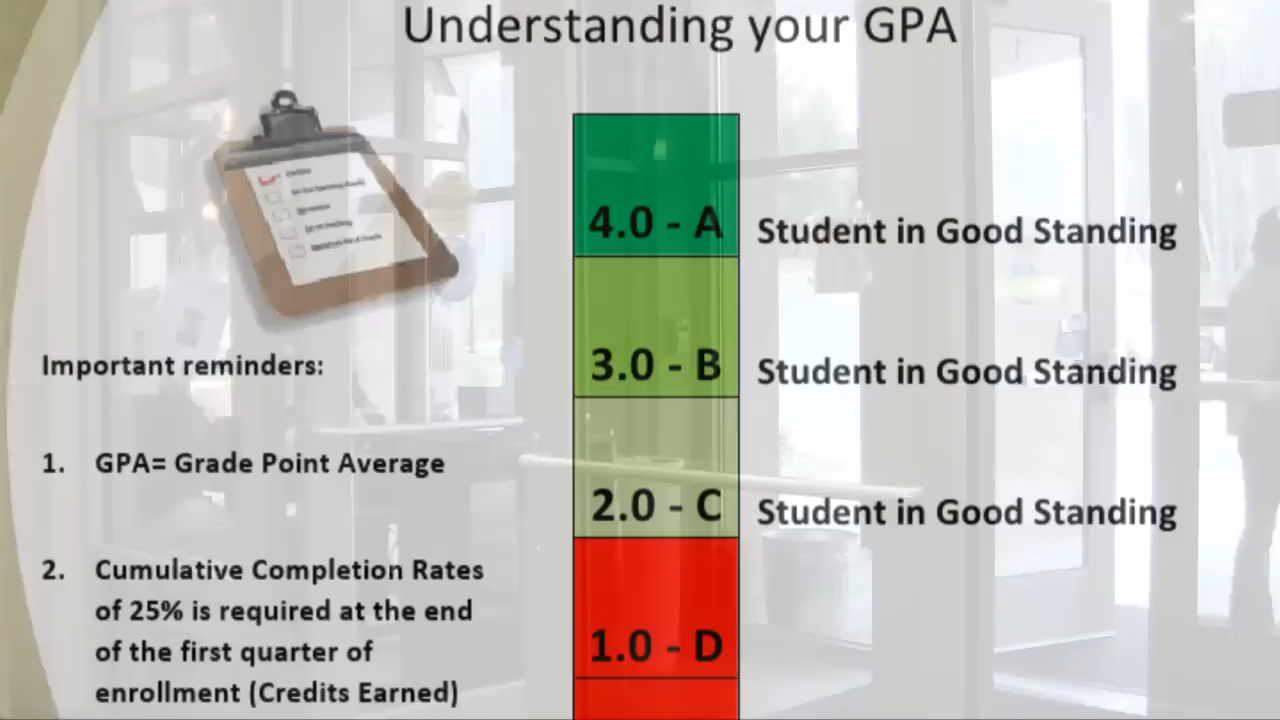 Understanding your GPA
4.0 - A Student in Good Standing
3.0 - B Student in Good Standing
2.0 - C Student in Good Standing
1.0 - D
Important reminders:
1. GPA= Grade Point Average
2. Cumulative Completion Rates
of 25% is required at the end
of the first quarter of
enrollment (Credits Earned)